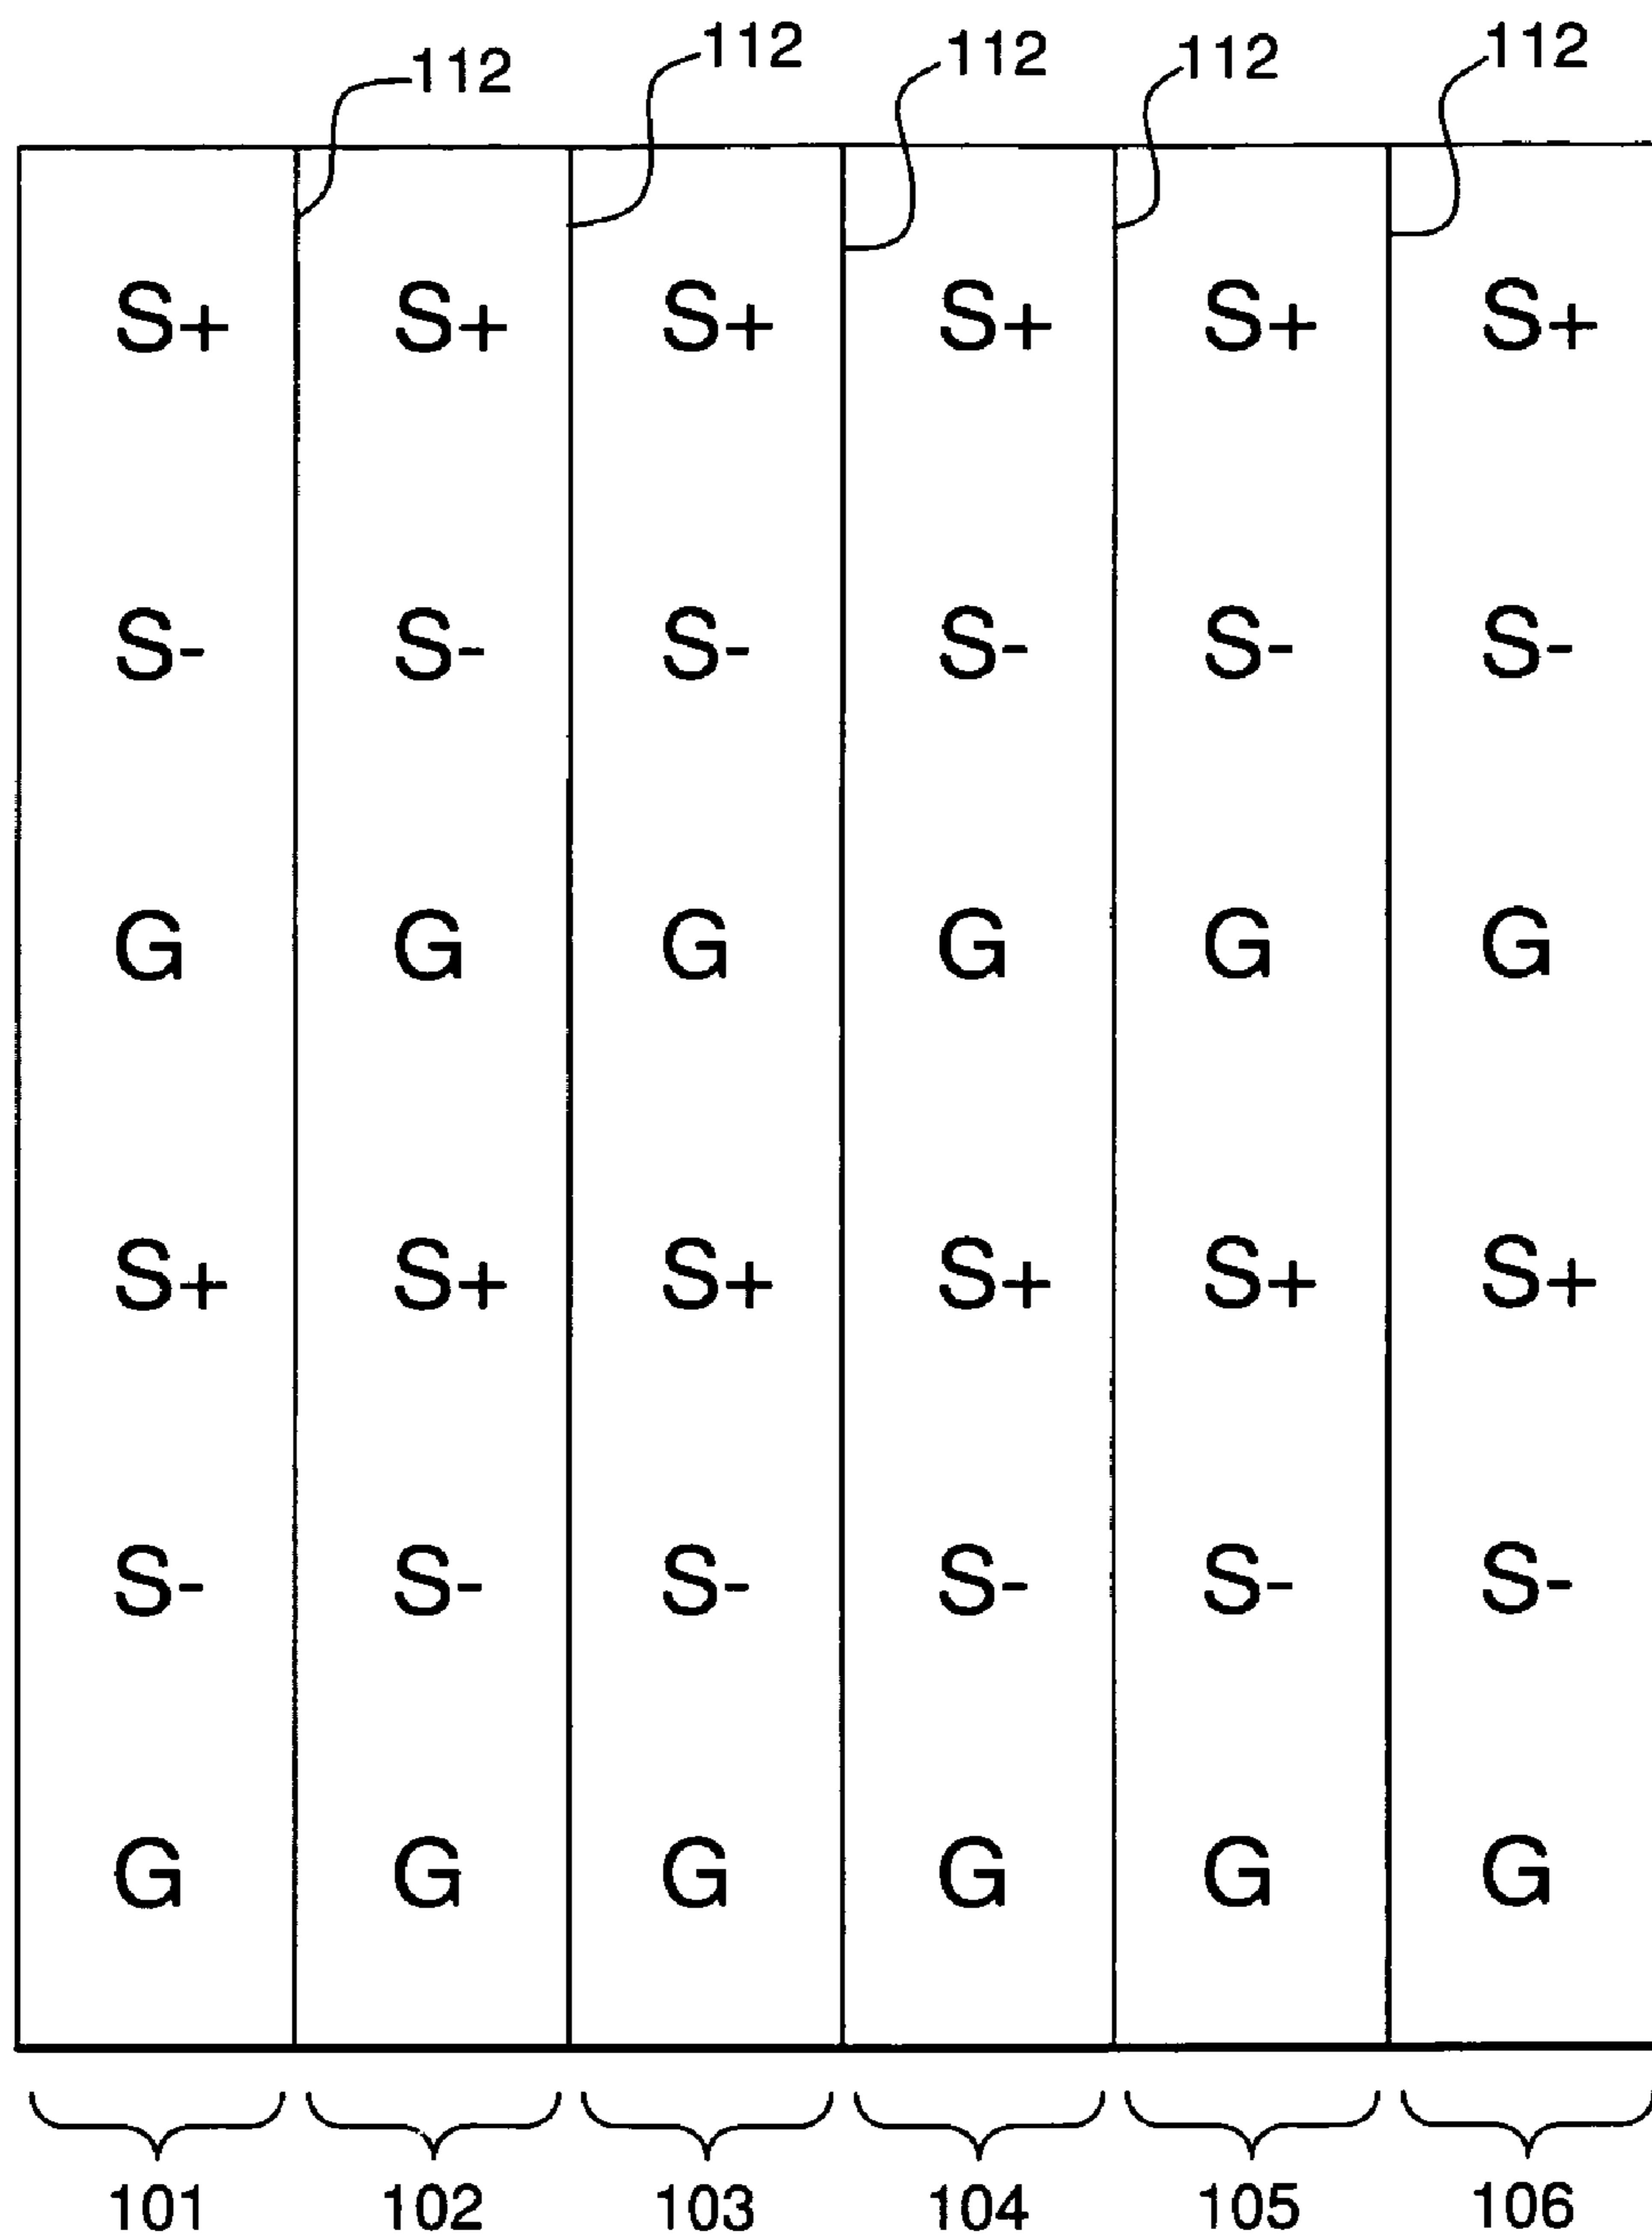 112 112 112 112 112
S+ S+ S+ S+ S+ S+
S- S- S- S- S- S-
G G G G G G
S+ S+ S+ S+ S+ S+
S- S- S- S- S- S-
G G G G G G
101 102 103 104 105 106